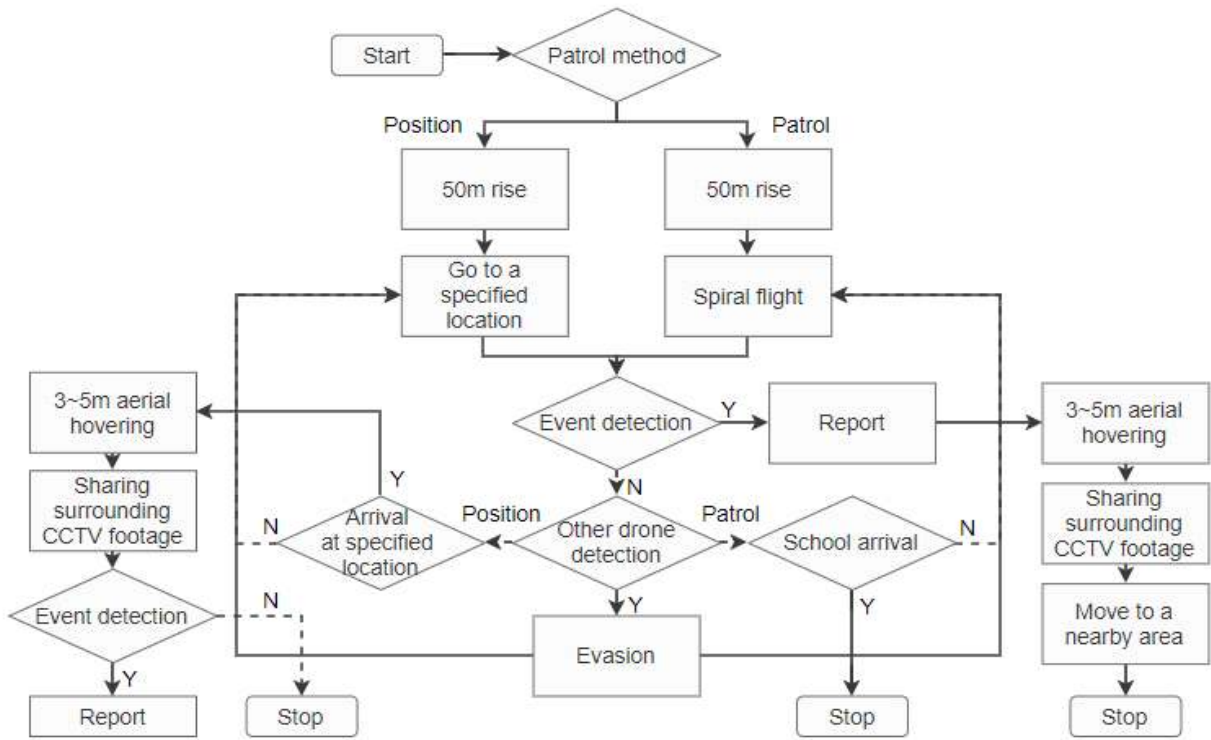 Start
Patrol method
Position
Patrol
50m rise
50m rise
Go to a
specified
location
Spiral flight
3~5m aerial
hovering
Event detection
Y
Report
3~5m aerial
hovering
Sharing
surrounding
CCTV footage
Y
N
Sharing
surrounding
CCTV footage
N
Arrival
at specified
location
Position
Other drone
detection
Patrol
School arrival
N
Event detection
N
Y
Y
Evasion
Move to a
nearby area
Y
Report
Stop
Stop
Stop